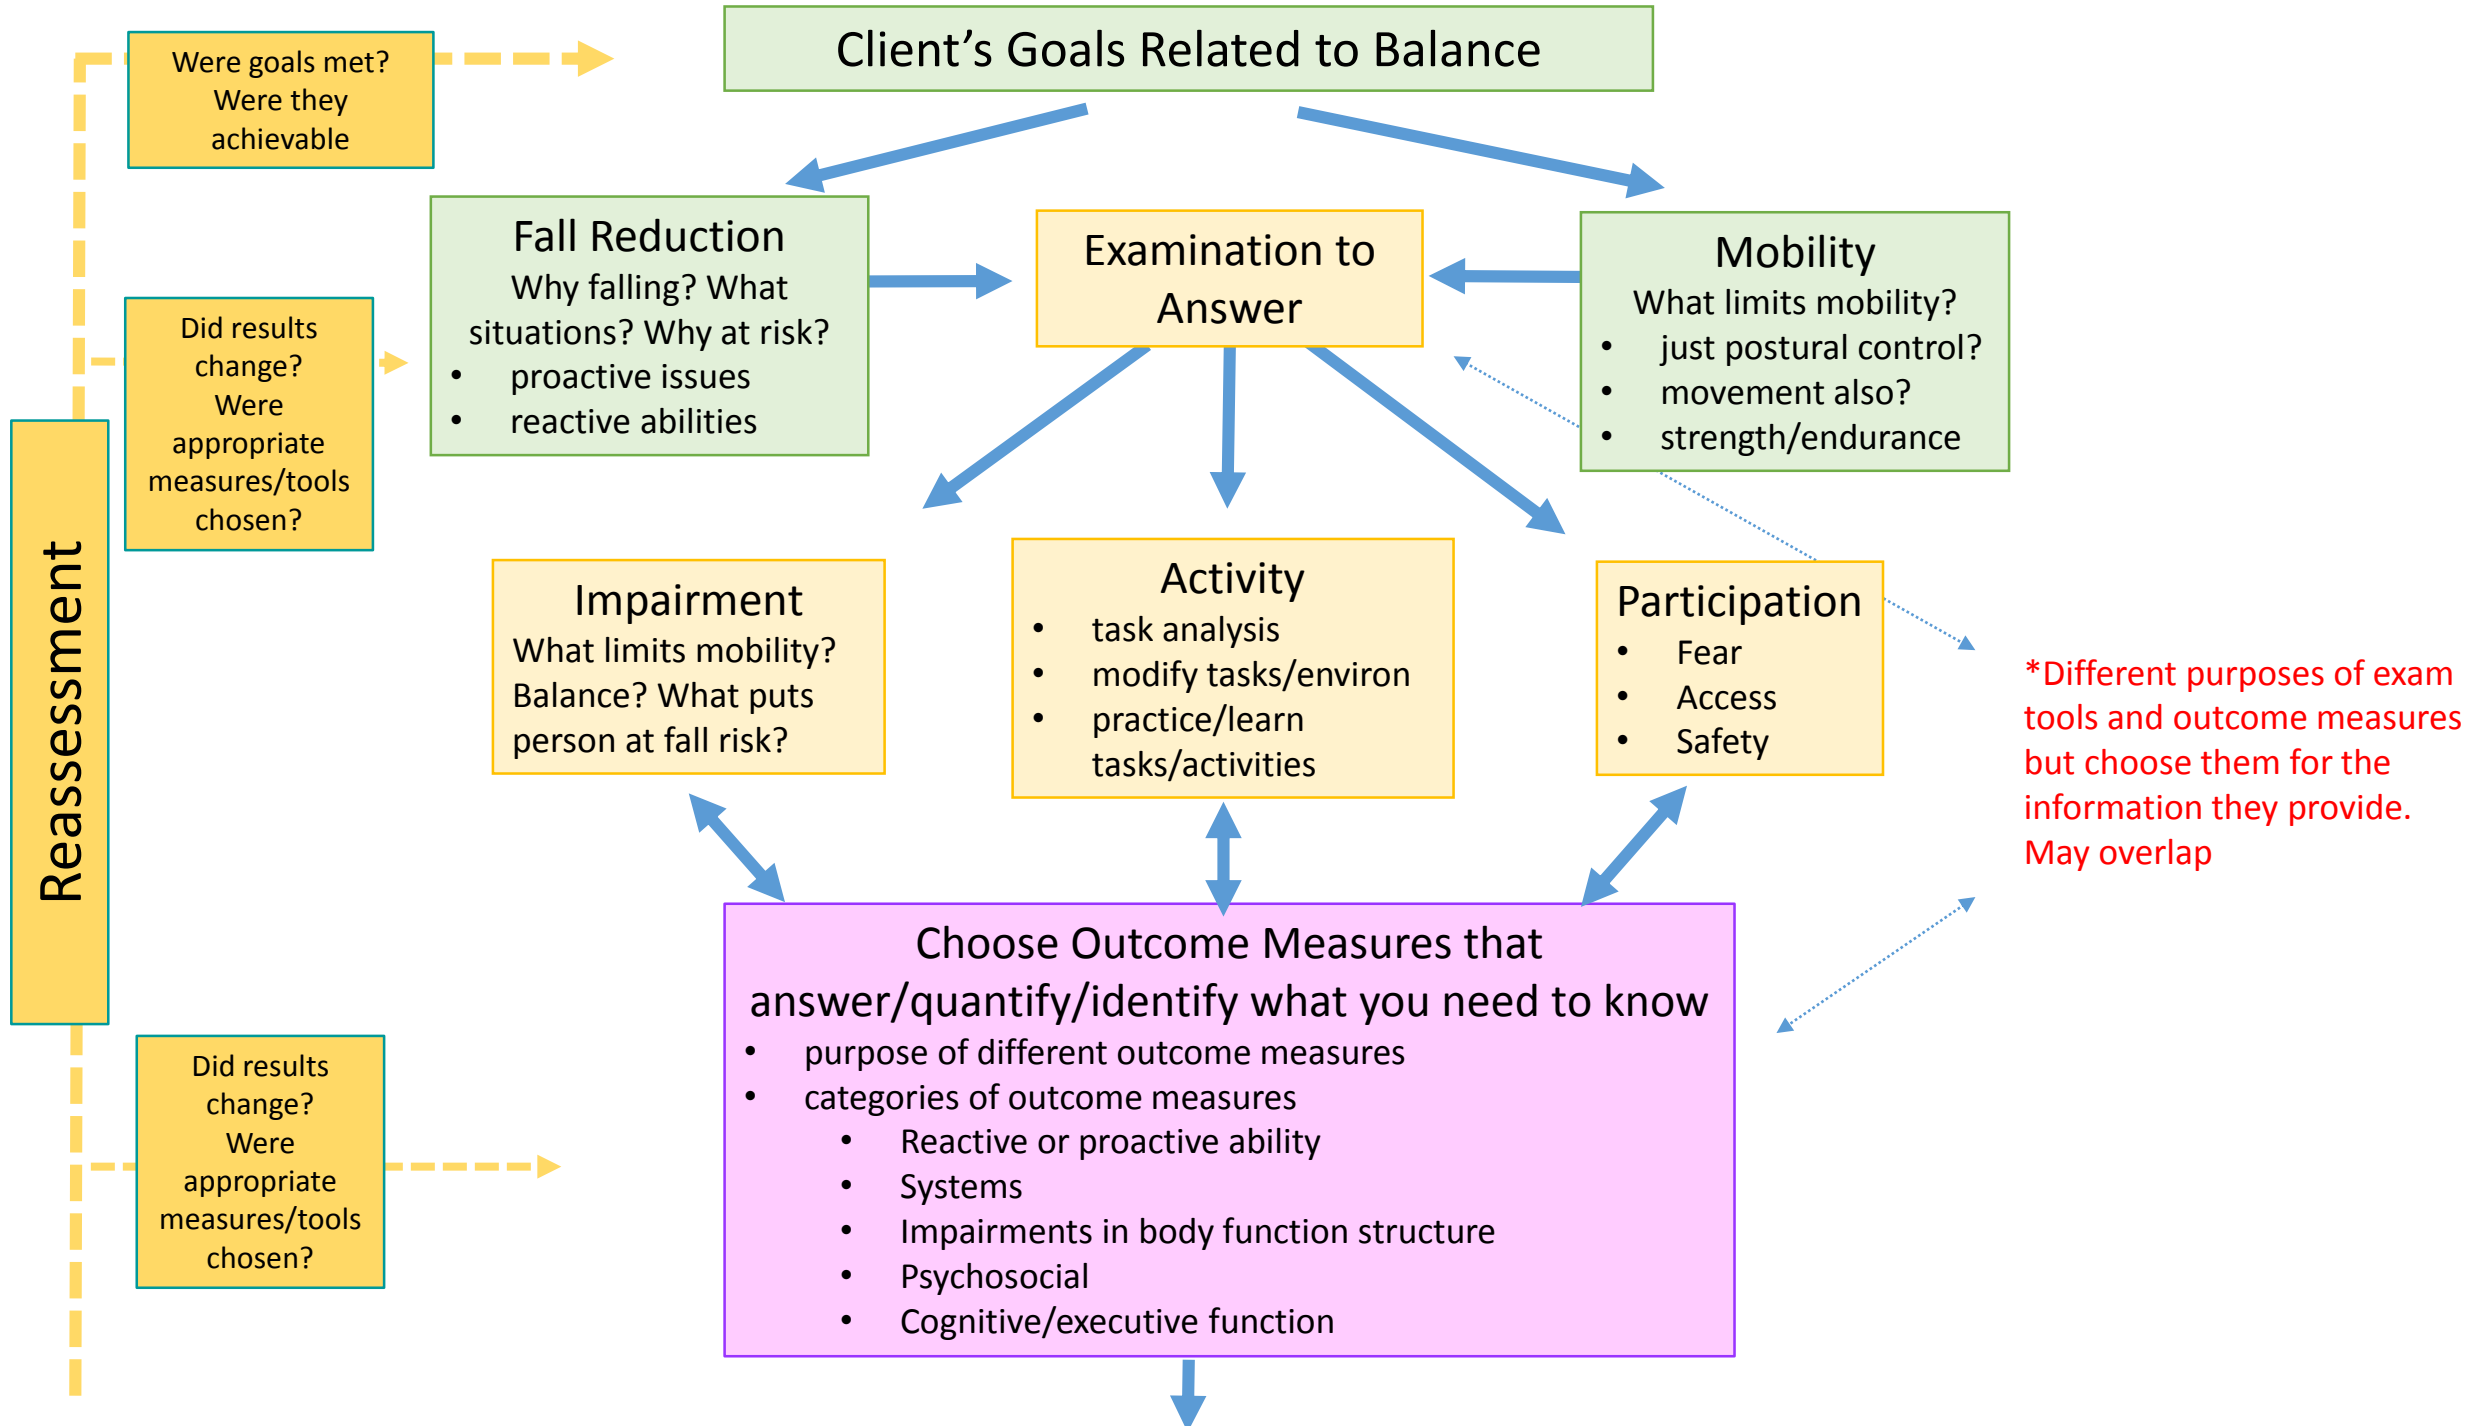 Client’s Goals Related to Balance
Were goals met?
Were they
achievable
Fall Reduction
Why falling? What
situations? Why at risk?
• proactive issues
• reactive abilities
Examination to
Answer
Mobility
What limits mobility?
• just postural control?
• movement also?
• strength/endurance
Did results
change?
Were
appropriate
measures/tools
chosen?
Reassessment
Impairment
What limits mobility?
Balance? What puts
person at fall risk?
Activity
• task analysis
• modify tasks/environ
• practice/learn
tasks/activities
Participation
• Fear
• Access
• Safety
*Different purposes of exam
tools and outcome measures
but choose them for the
information they provide.
May overlap
Choose Outcome Measures that
answer/quantify/identify what you need to know
• purpose of different outcome measures
• categories of outcome measures
• Reactive or proactive ability
• Systems
• Impairments in body function structure
• Psychosocial
• Cognitive/executive function
Did results
change?
Were
appropriate
measures/tools
chosen?